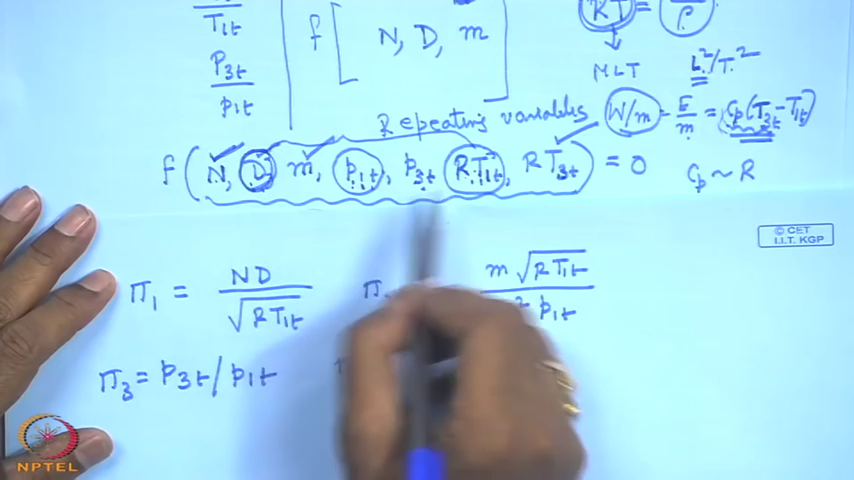 T1t
P3t
p1t
f [ N, D, m ]
RT =
P
MLT
L²/T²
Repeating variables
W/m - E/m = cp(T3t-T1t)
f(N, D m, p1t, p3t RT1t, RT3t) = 0
cp ~ R
© CET
I.I.T. KGP
π1 = ND / √RT1t
m√RT1t
p1t
π3 = p3t/p1t
NPTEL